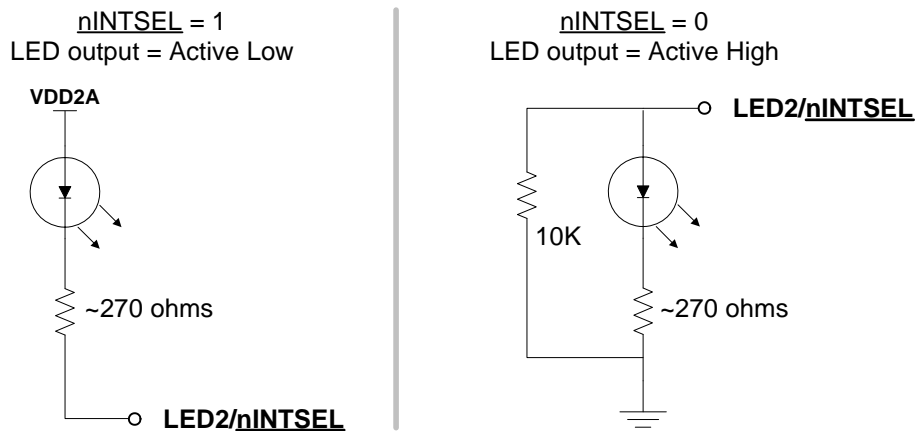 nINTSEL = 1
LED output = Active Low
VDD2A
~270 ohms
LED2/nINTSEL
nINTSEL = 0
LED output = Active High
LED2/nINTSEL
10K
~270 ohms